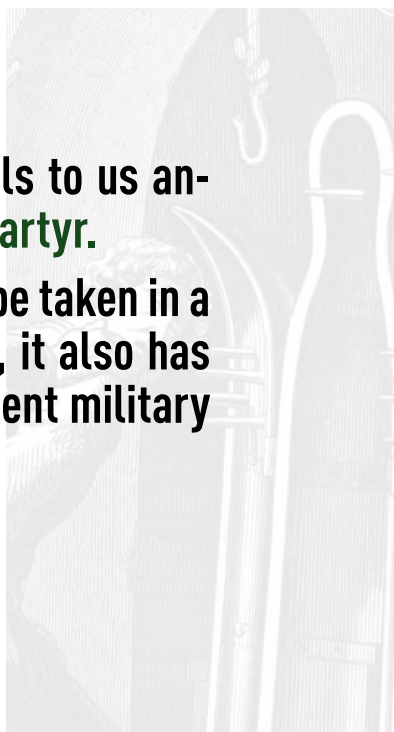 ls to us an-
artyr.
be taken in a
, it also has
ent military